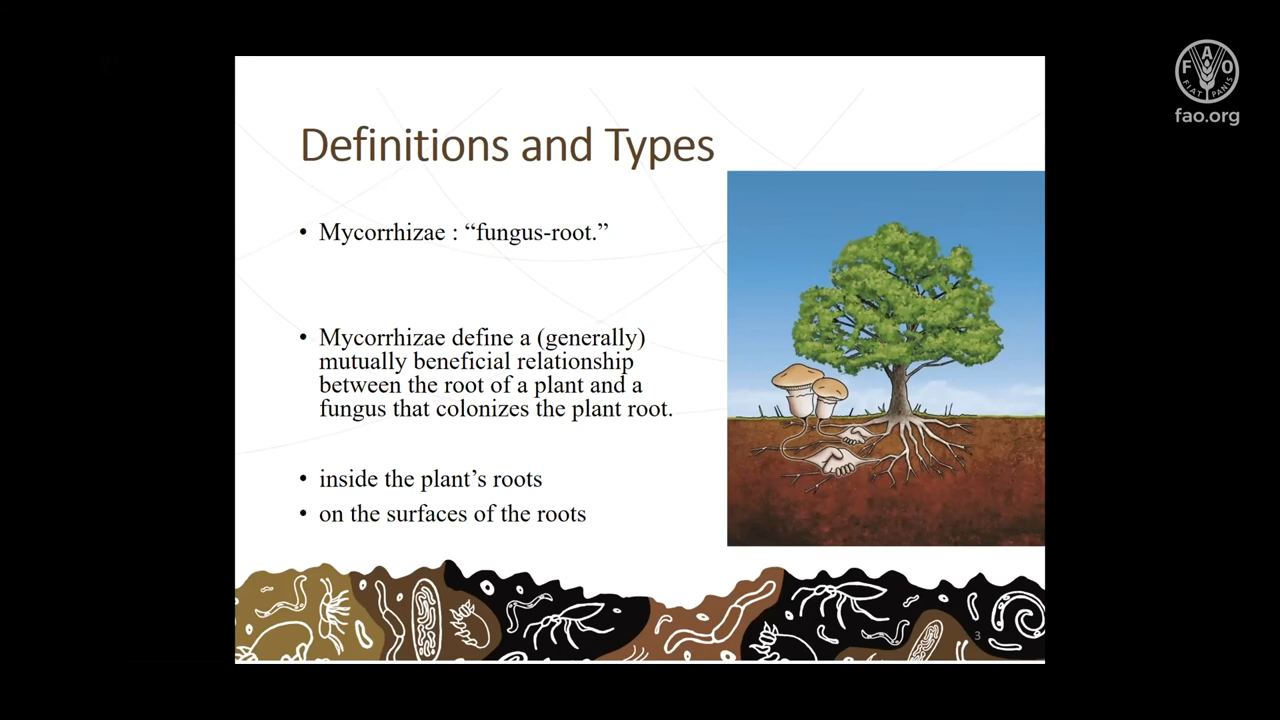 F A O
FIAT PANIS
fao.org
Definitions and Types
• Mycorrhizae : “fungus-root.”
• Mycorrhizae define a (generally)
mutually beneficial relationship
between the root of a plant and a
fungus that colonizes the plant root.
• inside the plant’s roots
• on the surfaces of the roots
3